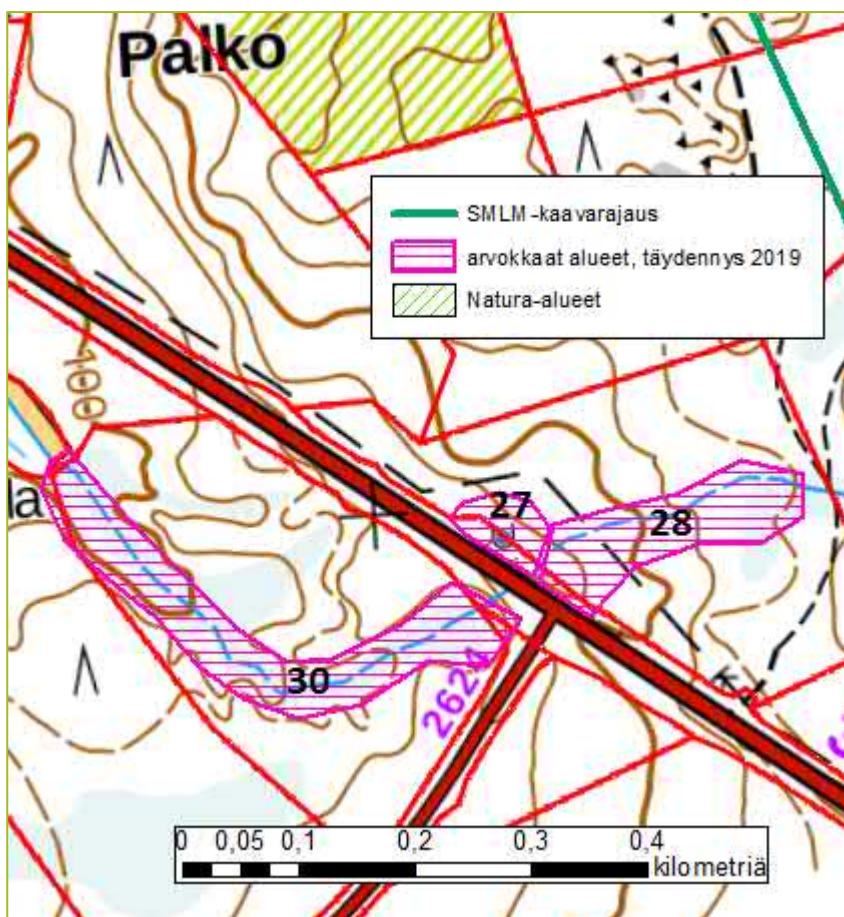 Palko
SMLM-kaavarajaus
arvokkaat alueet, täydennys 2019
Natura-alueet
100
la
27
28
30
2624
0 0,05 0,1 0,2 0,3 0,4
kilometriä